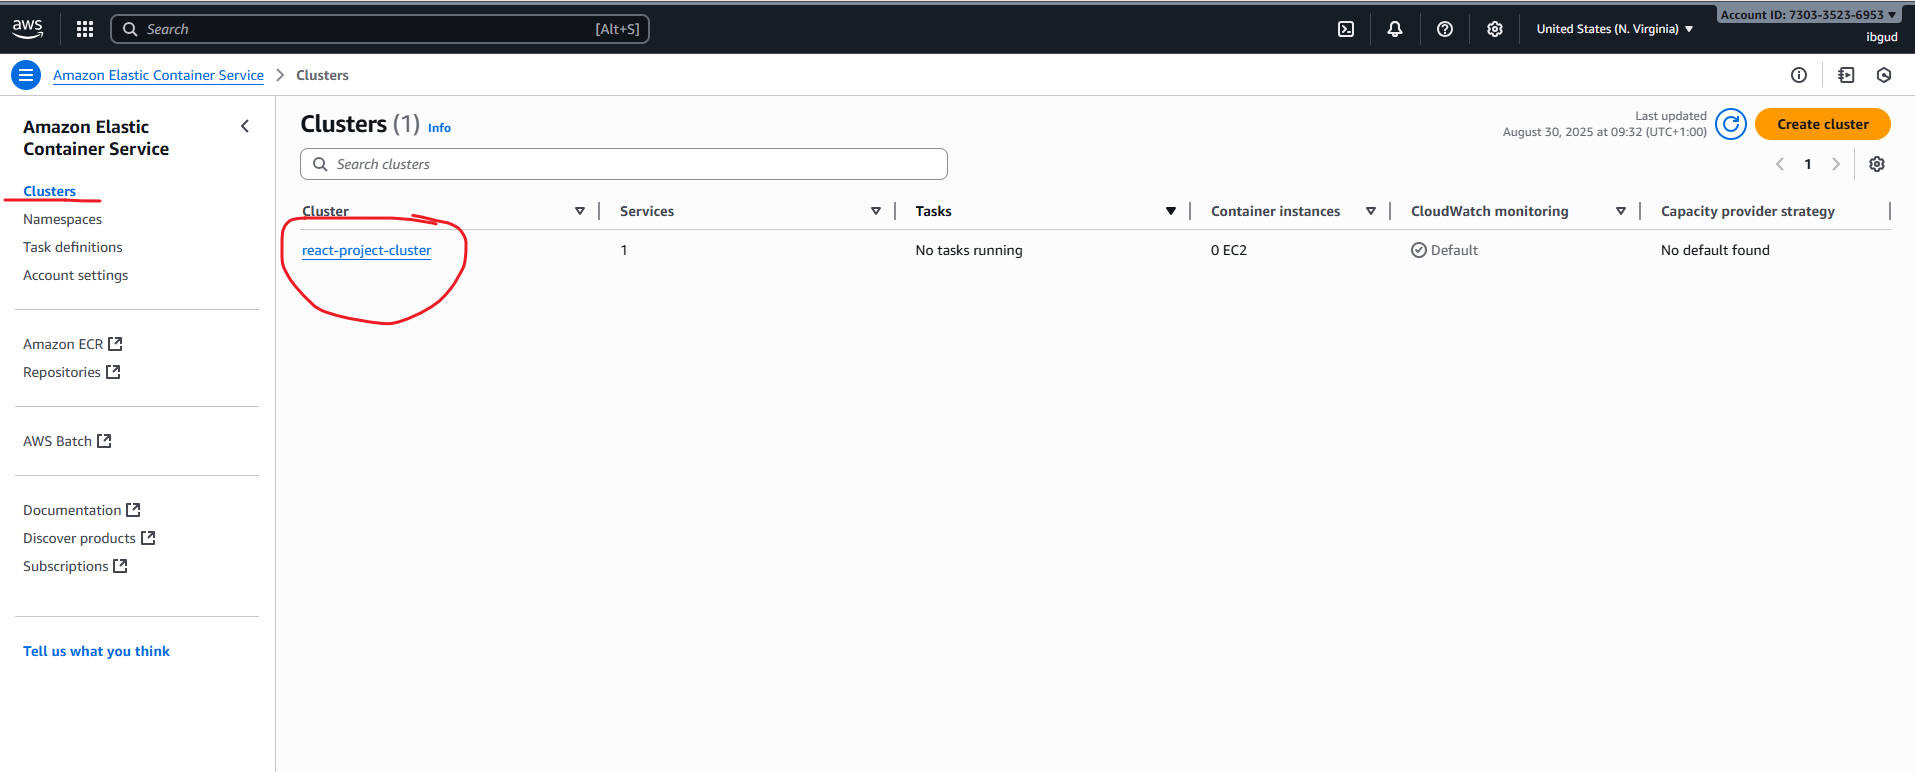 aws
Search [Alt+S]
United States (N. Virginia)
Account ID: 7303-3523-6953
ibgud
Amazon Elastic Container Service > Clusters
Amazon Elastic
Container Service
Clusters
Namespaces
Task definitions
Account settings
Amazon ECR
Repositories
AWS Batch
Documentation
Discover products
Subscriptions
Tell us what you think
Clusters (1) Info
Last updated
August 30, 2025 at 09:32 (UTC+1:00)
Create cluster
Search clusters
1
Cluster Services Tasks Container instances CloudWatch monitoring Capacity provider strategy
react-project-cluster 1 No tasks running 0 EC2 Default No default found